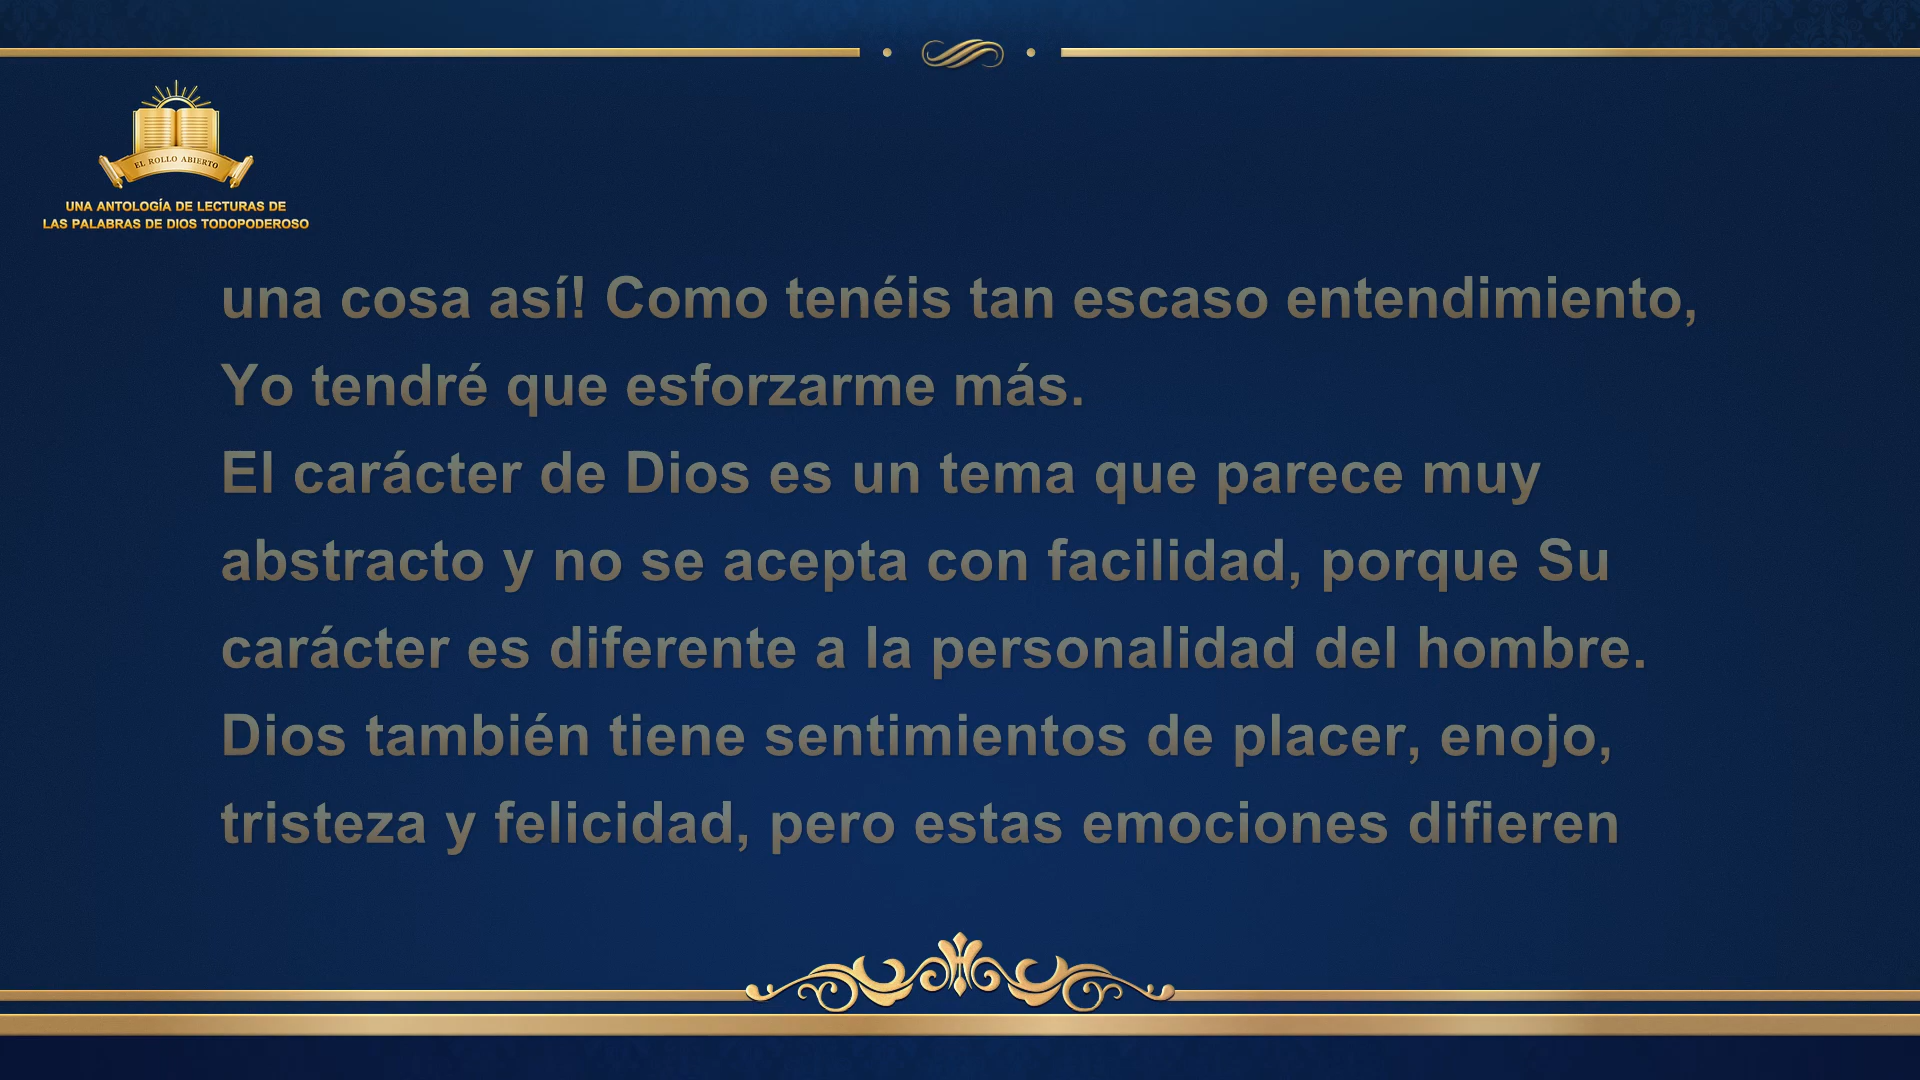 EL ROLLO ABIERTO
UNA ANTOLOGÍA DE LECTURAS DE
LAS PALABRAS DE DIOS TODOPODEROSO
una cosa así! Como tenéis tan escaso entendimiento,
Yo tendré que esforzarme más.
El carácter de Dios es un tema que parece muy
abstracto y no se acepta con facilidad, porque Su
carácter es diferente a la personalidad del hombre.
Dios también tiene sentimientos de placer, enojo,
tristeza y felicidad, pero estas emociones difieren